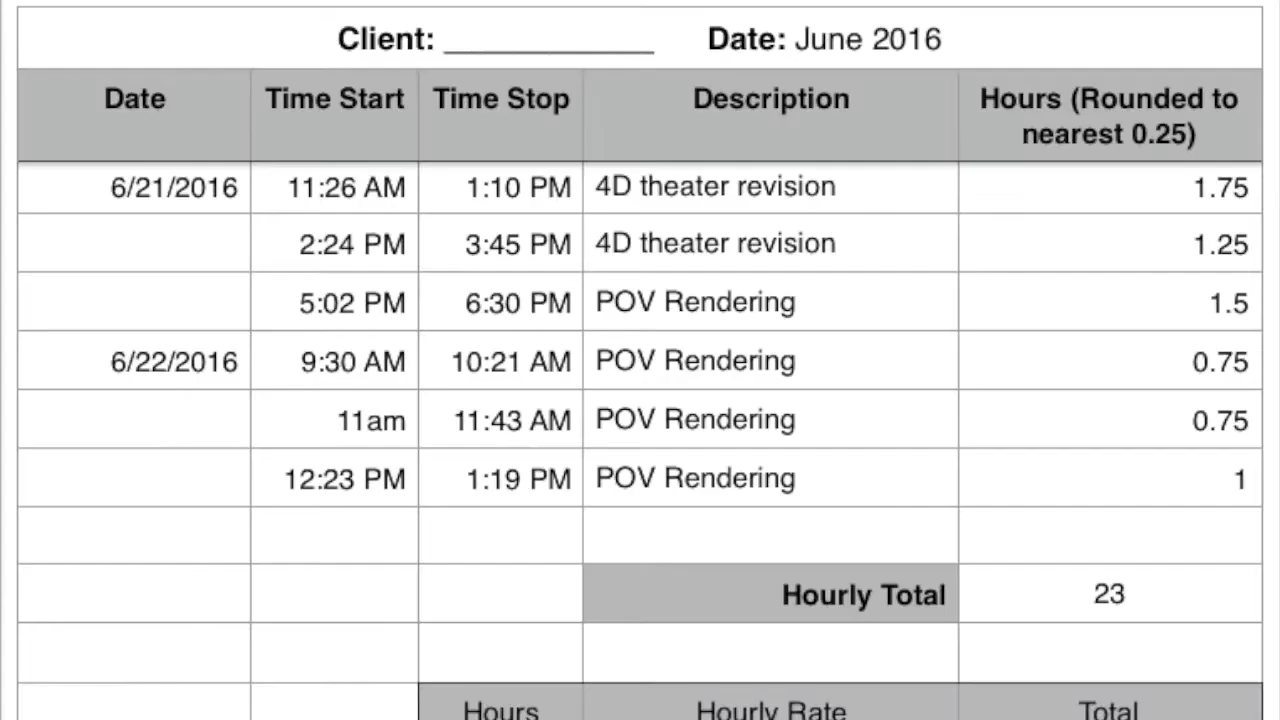 Client: ______________ Date: June 2016
Date Time Start Time Stop Description Hours (Rounded to
nearest 0.25)
6/21/2016 11:26 AM 1:10 PM 4D theater revision 1.75
2:24 PM 3:45 PM 4D theater revision 1.25
5:02 PM 6:30 PM POV Rendering 1.5
6/22/2016 9:30 AM 10:21 AM POV Rendering 0.75
11am 11:43 AM POV Rendering 0.75
12:23 PM 1:19 PM POV Rendering 1
Hourly Total 23
Hours Hourly Rate Total